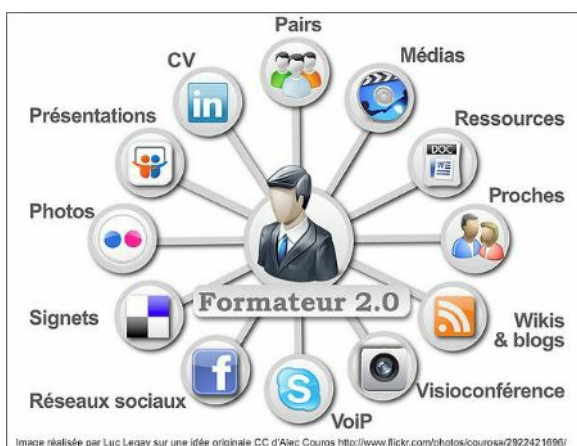 Pairs
CV
Médias
in
Présentations
Ressources
DOC
W
Photos
Proches
Formateur 2.0
Signets
Wikis
& blogs
f
S
Réseaux sociaux
Visioconférence
VoiP
Image réalisée par Luc Legay sur une idée originale CC d'Alec Couros http://www.flickr.com/photos/courosa/2922421696/